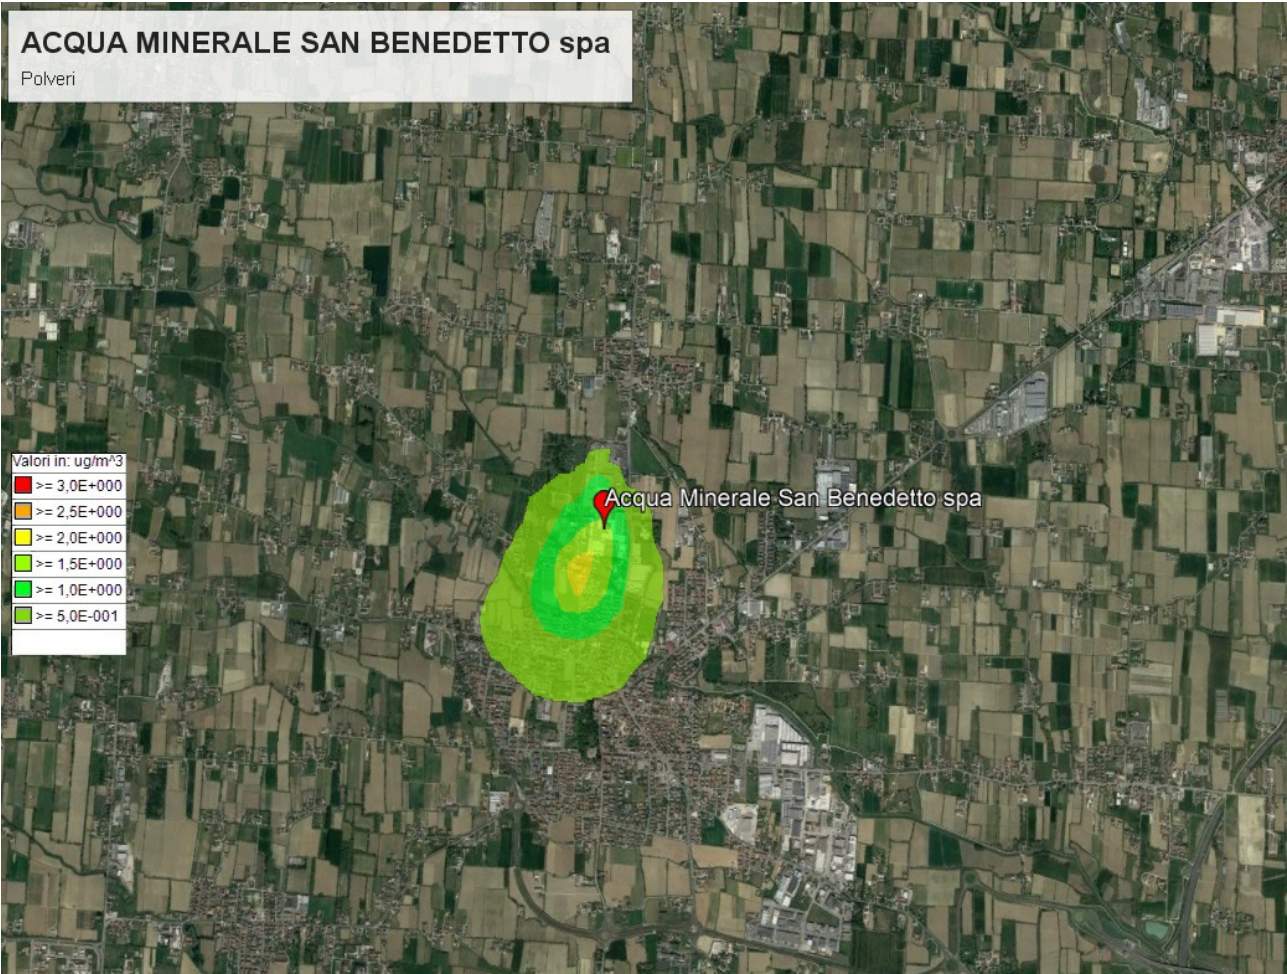 ACQUA MINERALE SAN BENEDETTO spa
Polveri
Valori in: ug/m^3
>= 3,0E+000
>= 2,5E+000
>= 2,0E+000
>= 1,5E+000
>= 1,0E+000
>= 5,0E-001
Acqua Minerale San Benedetto spa